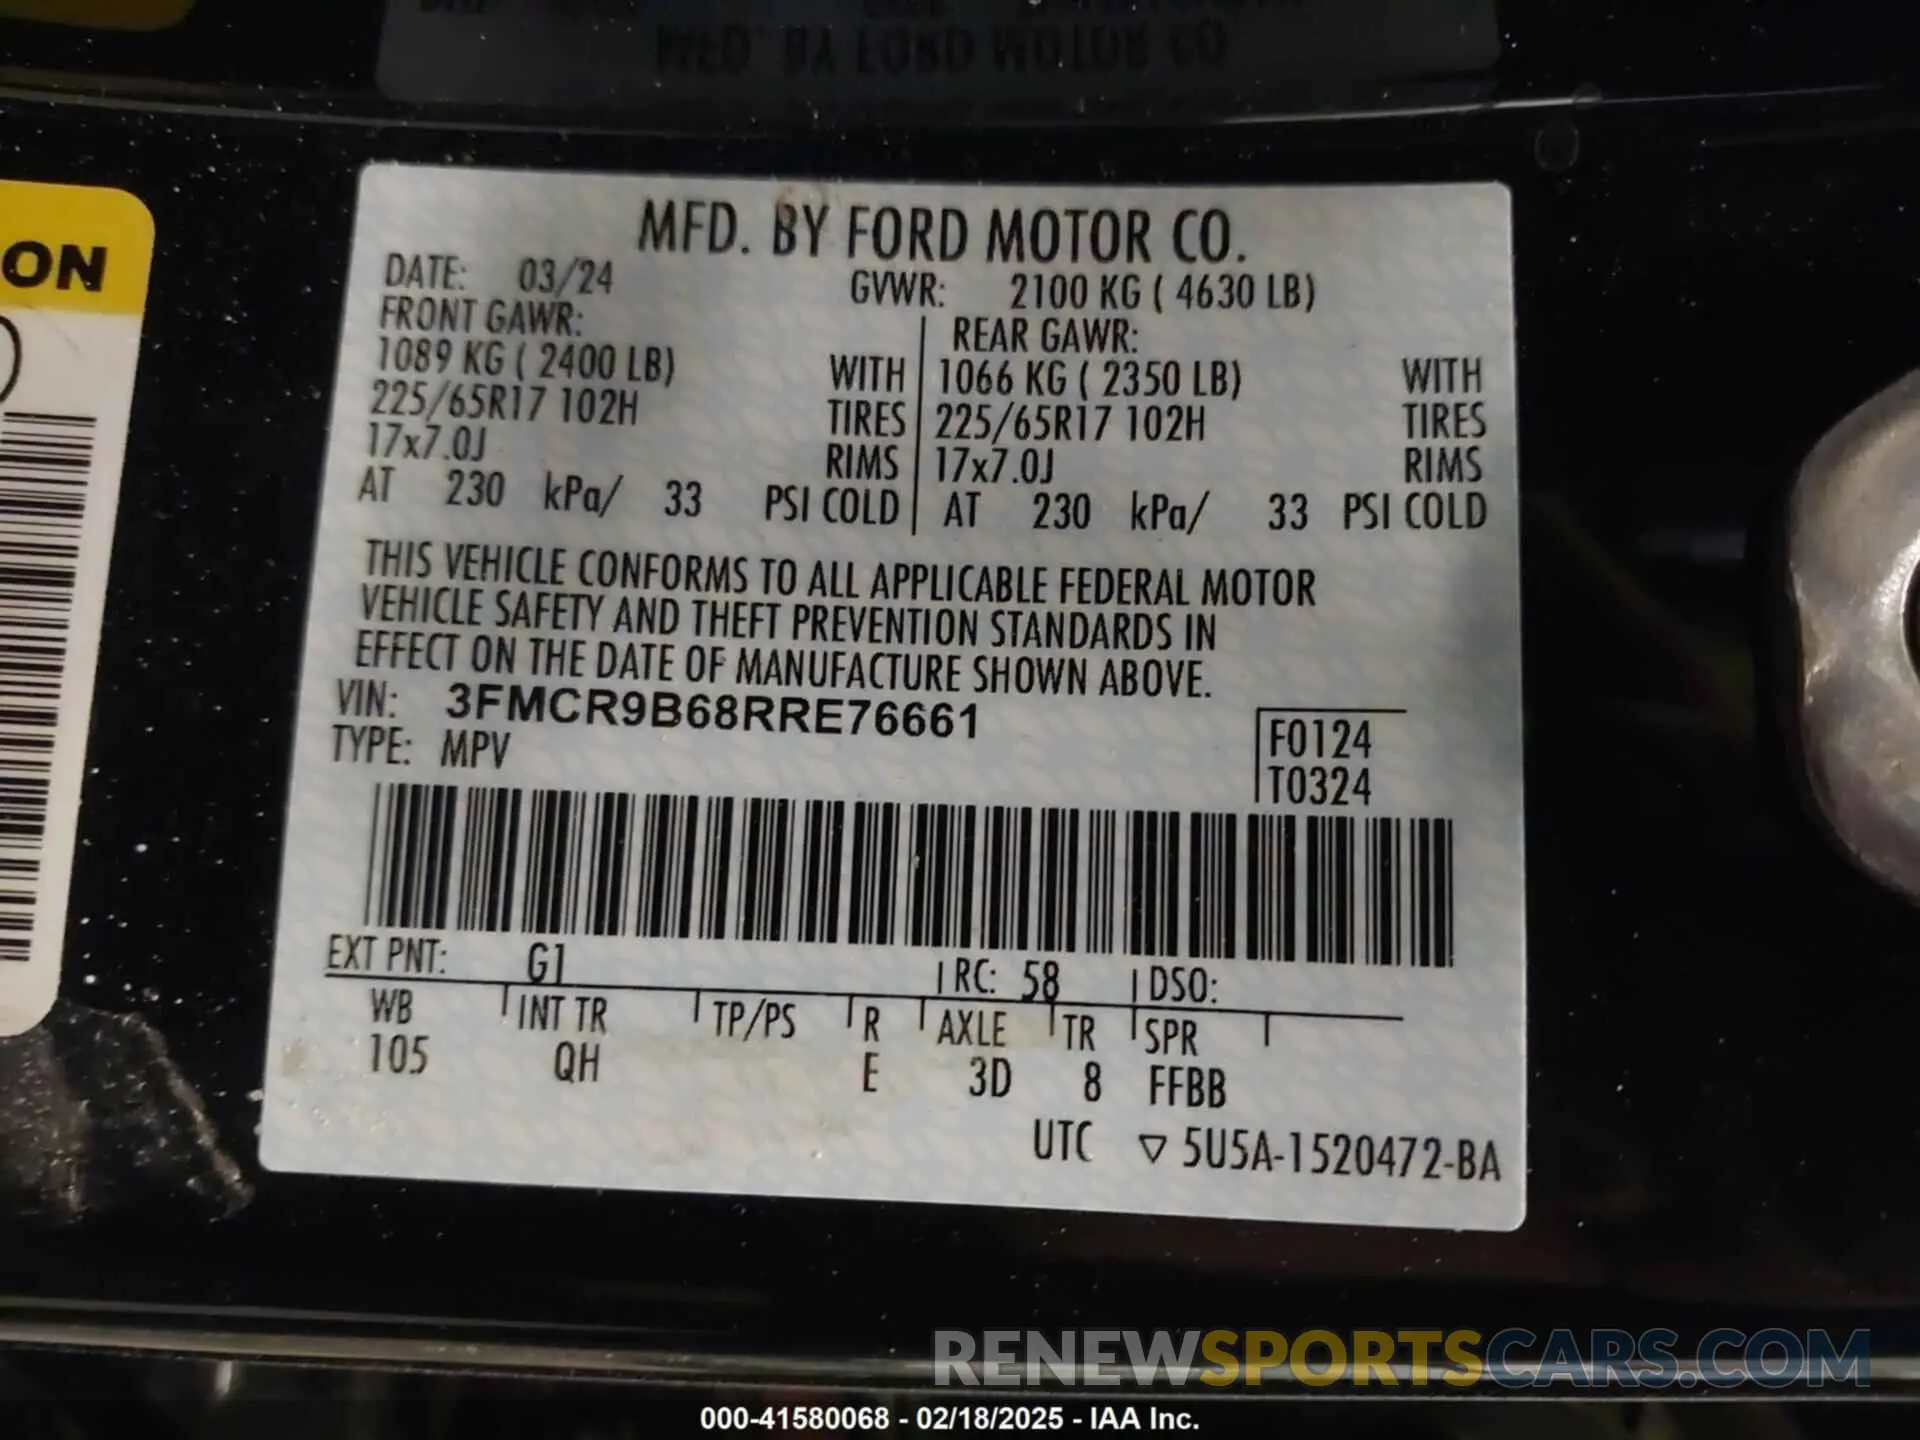 MFD. BY FORD MOTOR CO
ON
MFD. BY FORD MOTOR CO.
DATE: 03/24 GVWR: 2100 KG ( 4630 LB)
FRONT GAWR: REAR GAWR:
1089 KG ( 2400 LB) WITH 1066 KG ( 2350 LB) WITH
225/65R17 102H TIRES 225/65R17 102H TIRES
17x7.0J RIMS 17x7.0J RIMS
AT 230 kPa/ 33 PSI COLD AT 230 kPa/ 33 PSI COLD
THIS VEHICLE CONFORMS TO ALL APPLICABLE FEDERAL MOTOR
VEHICLE SAFETY AND THEFT PREVENTION STANDARDS IN
EFFECT ON THE DATE OF MANUFACTURE SHOWN ABOVE.
VIN: 3FMCR9B68RRE76661 F0124
TYPE: MPV T0324
EXT PNT: G1 RC: 58 DSO:
WB INT TR TP/PS R AXLE TR SPR
105 QH E 3D 8 FFBB
UTC ▽ 5U5A-1520472-BA
RENEWSPORTSCARS.COM
000-41580068 - 02/18/2025 - IAA Inc.